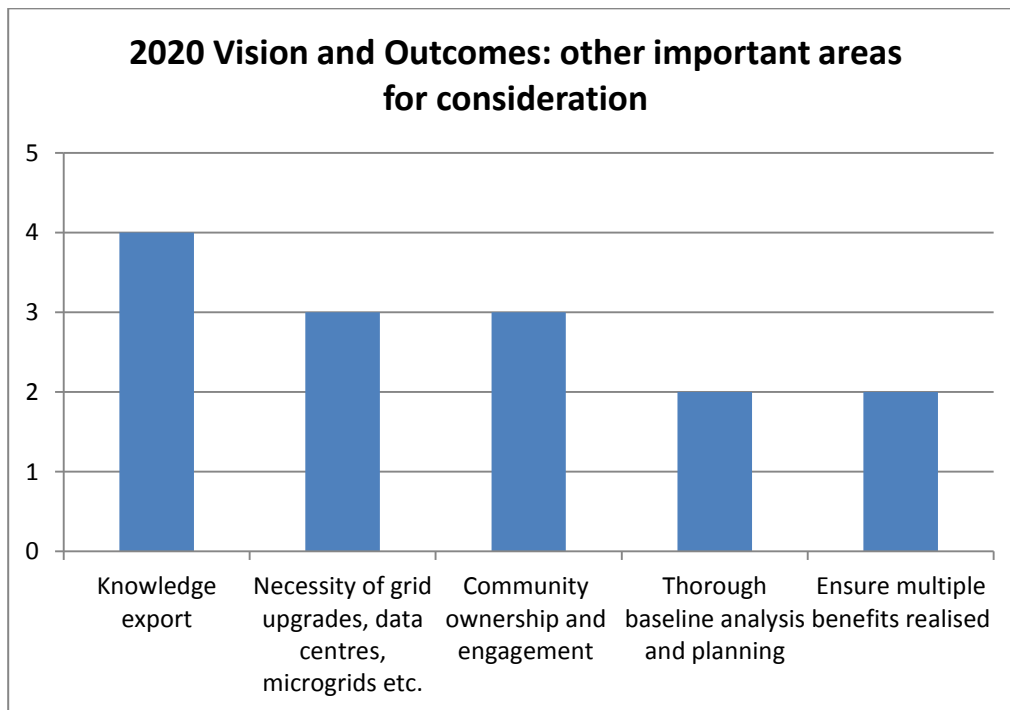 2020 Vision and Outcomes: other important areas
for consideration
5
4
3
2
1
0
Knowledge
export
Necessity of grid
upgrades, data
centres,
microgrids etc.
Community
ownership and
engagement
Thorough
baseline analysis
and planning
Ensure multiple
benefits realised